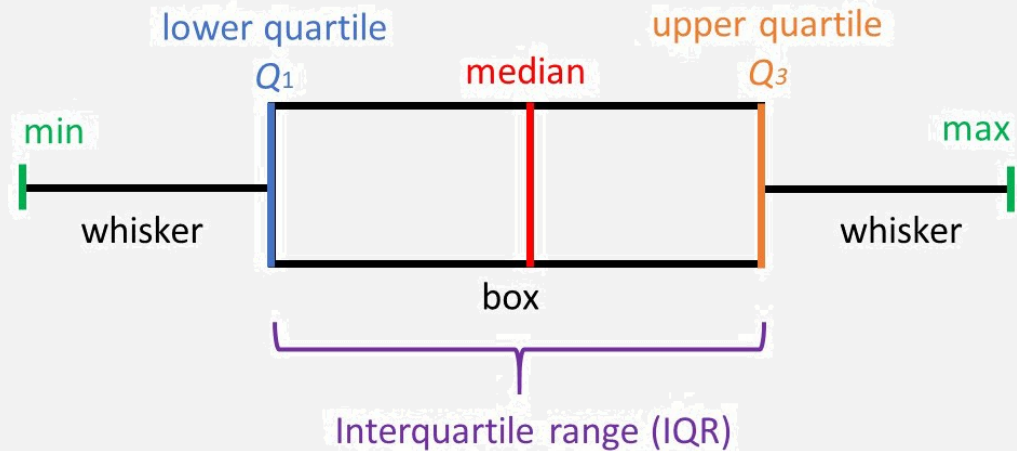 lower quartile
Q1
median
upper quartile
Q3
min
max
whisker
whisker
box
Interquartile range (IQR)